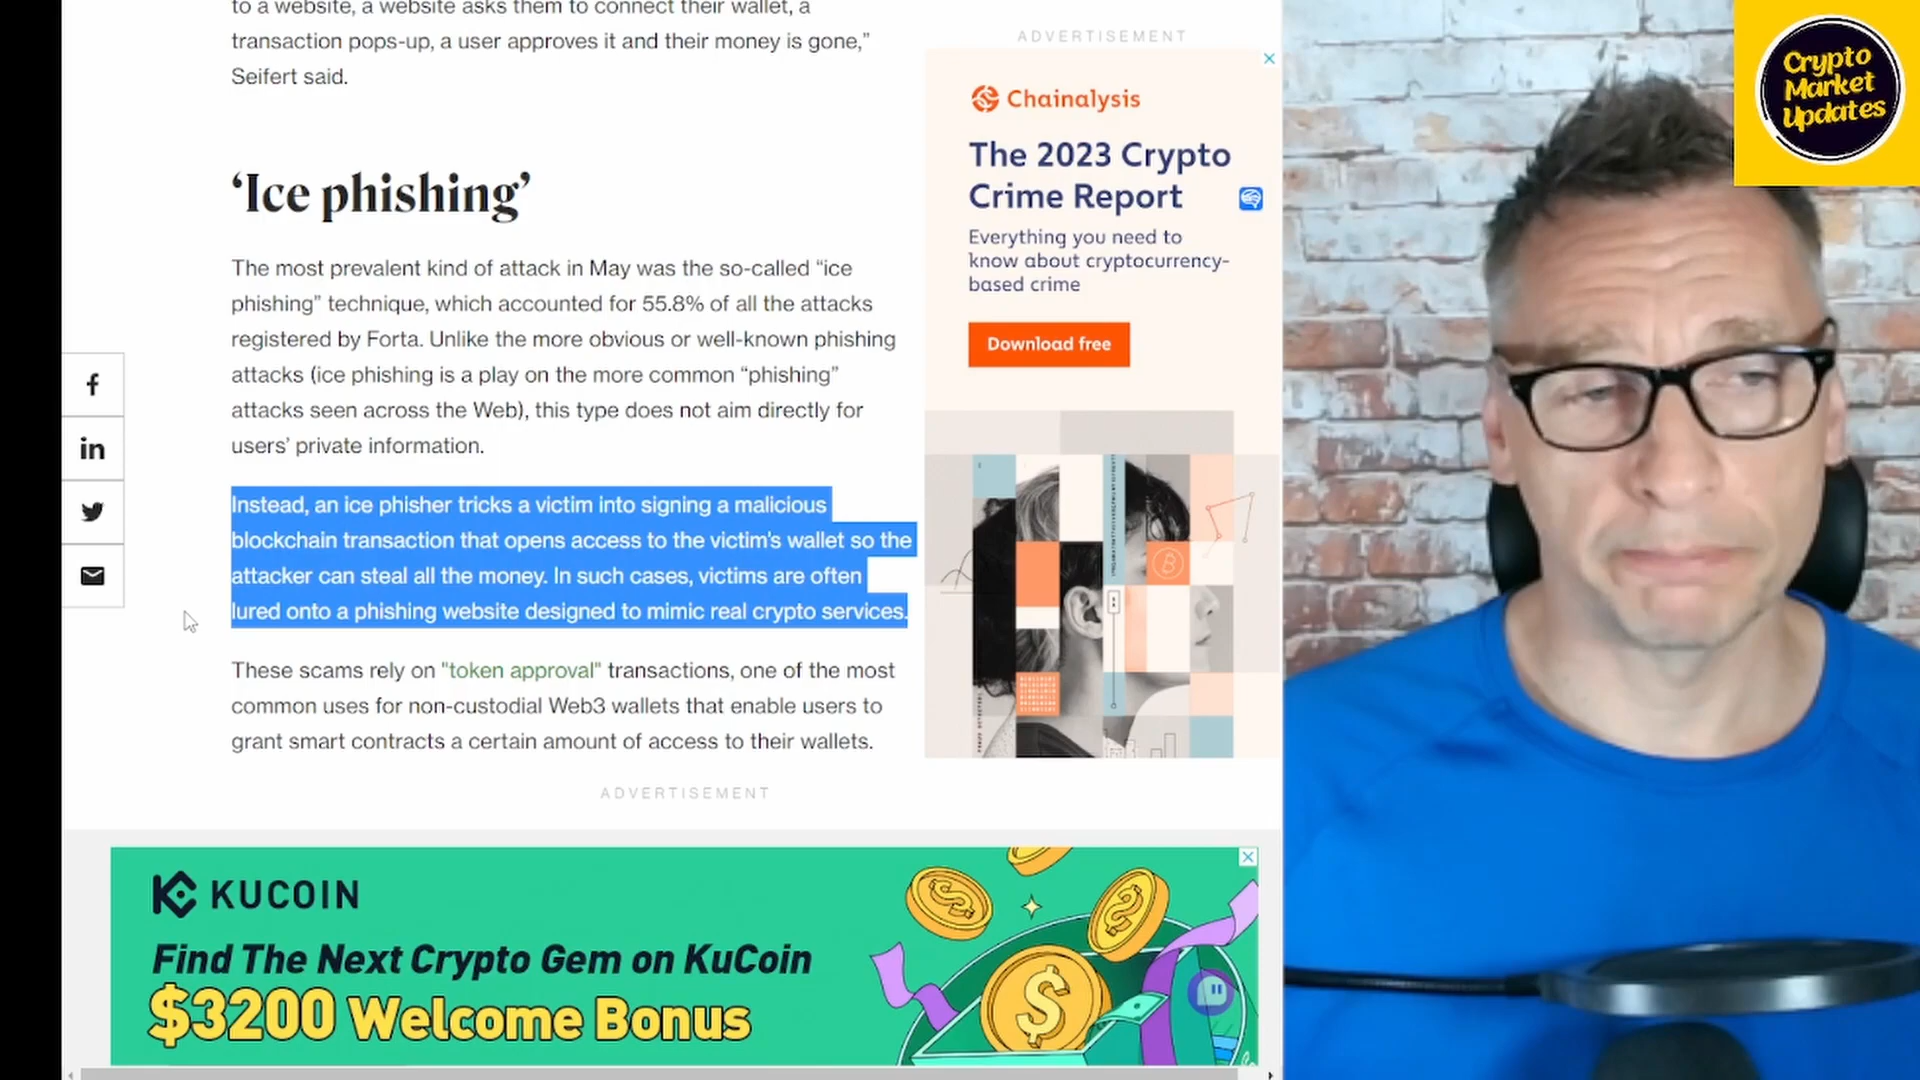 to a website, a website asks them to connect their wallet, a
transaction pops-up, a user approves it and their money is gone,”
Seifert said.
‘Ice phishing’
The most prevalent kind of attack in May was the so-called “ice
phishing” technique, which accounted for 55.8% of all the attacks
registered by Forta. Unlike the more obvious or well-known phishing
attacks (ice phishing is a play on the more common “phishing”
attacks seen across the Web), this type does not aim directly for
users’ private information.
Instead, an ice phisher tricks a victim into signing a malicious
blockchain transaction that opens access to the victim’s wallet so the
attacker can steal all the money. In such cases, victims are often
lured onto a phishing website designed to mimic real crypto services.
These scams rely on "token approval" transactions, one of the most
common uses for non-custodial Web3 wallets that enable users to
grant smart contracts a certain amount of access to their wallets.
ADVERTISEMENT
KUCOIN
Find The Next Crypto Gem on KuCoin
$3200 Welcome Bonus
ADVERTISEMENT
Chainalysis
The 2023 Crypto
Crime Report
Everything you need to
know about cryptocurrency-
based crime
Download free
Crypto
Market
Updates